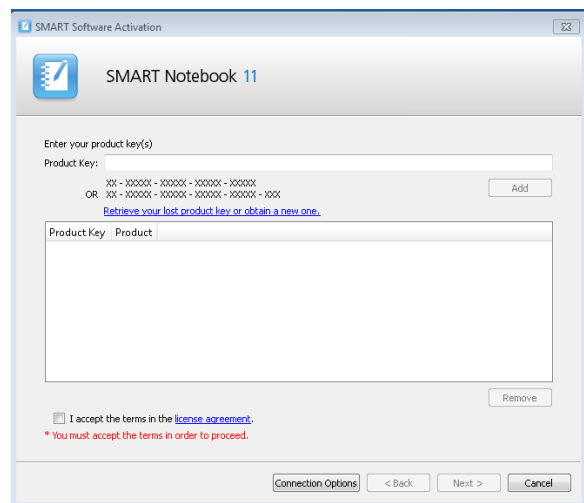 SMART Software Activation
SMART Notebook 11
Enter your product key(s)
Product Key:
XX - XXXXX - XXXXX - XXXXX - XXXXX
OR XX - XXXXX - XXXXX - XXXXX - XXXXX - XXX
Add
Retrieve your lost product key or obtain a new one.
Product Key Product
Remove
I accept the terms in the license agreement.
* You must accept the terms in order to proceed.
Connection Options < Back Next > Cancel